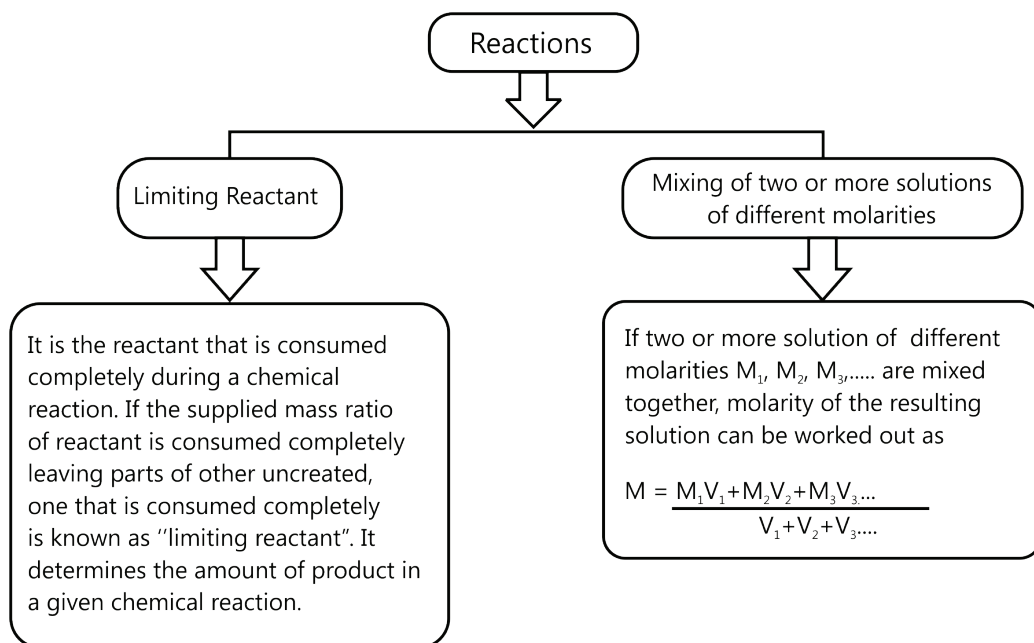 Reactions
Limiting Reactant
It is the reactant that is consumed
completely during a chemical
reaction. If the supplied mass ratio
of reactant is consumed completely
leaving parts of other uncreated,
one that is consumed completely
is known as ''limiting reactant". It
determines the amount of product in
a given chemical reaction.
Mixing of two or more solutions
of different molarities
If two or more solution of different
molarities M₁, M₂, M₃,..... are mixed
together, molarity of the resulting
solution can be worked out as
M = M₁V₁+M₂V₂+M₃V₃....
V₁+V₂+V₃....